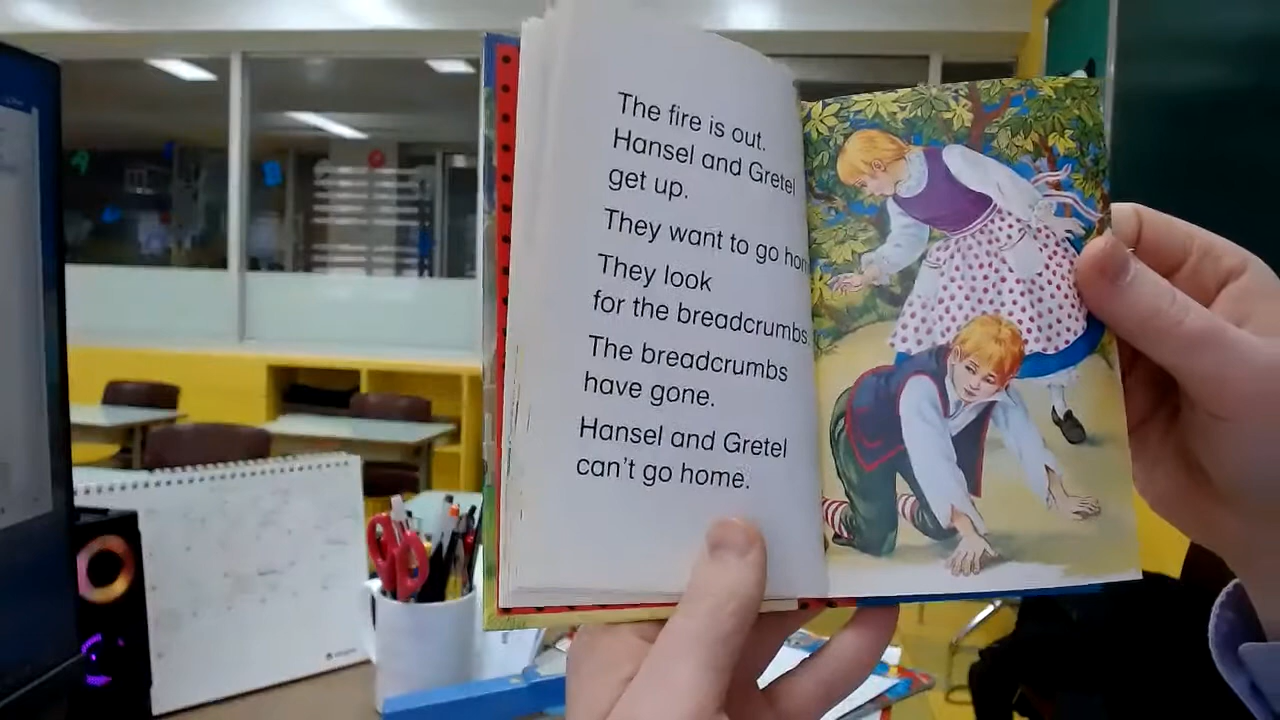 The fire is out.
Hansel and Gretel
get up.
They want to go hom
They look
for the breadcrumbs.
The breadcrumbs
have gone.
Hansel and Gretel
can't go home.